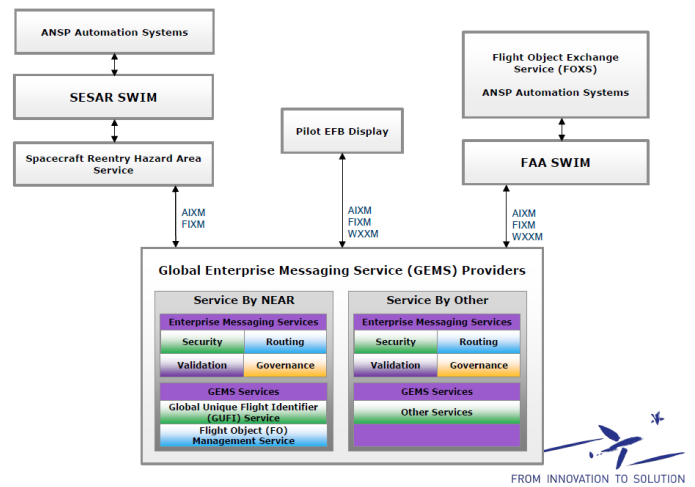 ANSP Automation Systems
SESAR SWIM
Spacecraft Reentry Hazard Area
Service
Pilot EFB Display
Flight Object Exchange
Service (FOXS)
ANSP Automation Systems
FAA SWIM
AIXM
FIXM
AIXM
FIXM
WXXM
AIXM
FIXM
WXXM
Global Enterprise Messaging Service (GEMS) Providers
Service By NEAR
Enterprise Messaging Services
Security
Routing
Validation
Governance
GEMS Services
Global Unique Flight Identifier
(GUFI) Service
Flight Object (FO)
Management Service
Service By Other
Enterprise Messaging Services
Security
Routing
Validation
Governance
GEMS Services
Other Services
FROM INNOVATION TO SOLUTION